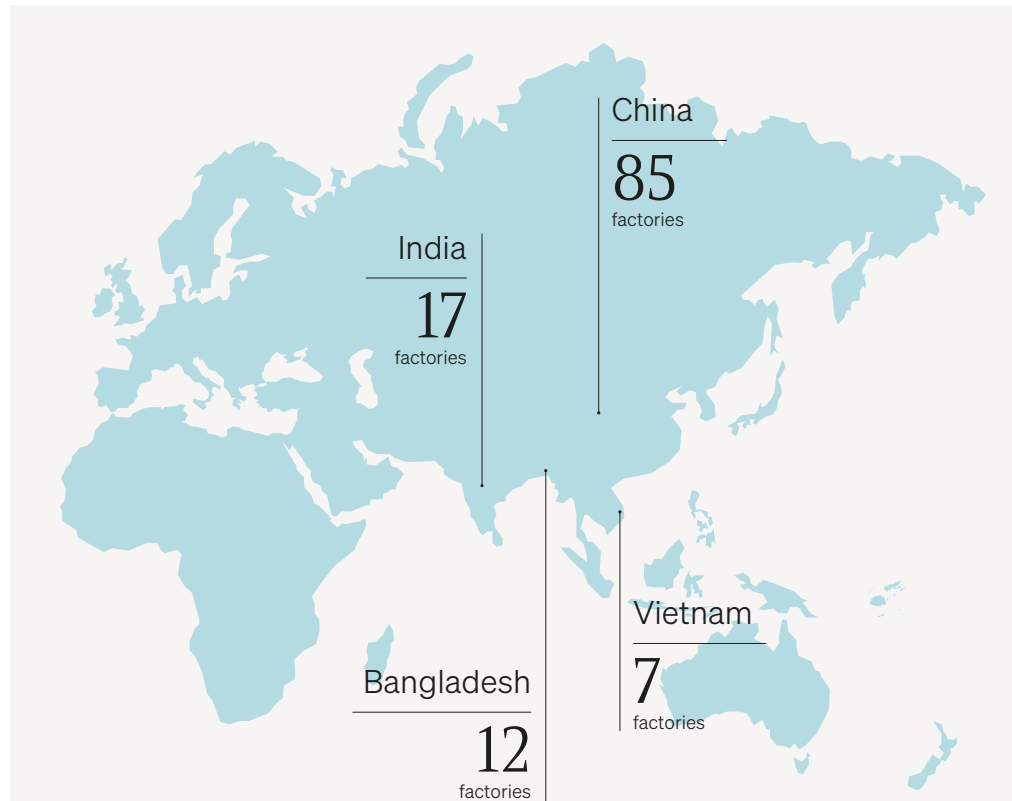 China
85
factories
India
17
factories
Vietnam
7
factories
Bangladesh
12
factories